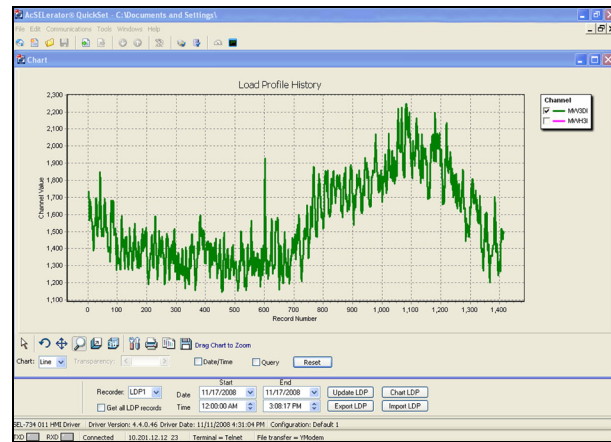 AcSELerator® QuickSet - C:\Documents and Settings\
File Edit Communications Tools Windows Help
Chart
Load Profile History
Channel
MW3DI
MWH3I
2,300
2,200
2,100
2,000
1,900
1,800
1,700
1,600
1,500
1,400
1,300
1,200
1,100
Channel Value
0 100 200 300 400 500 600 700 800 900 1,000 1,100 1,200 1,300 1,400
Record Number
Drag Chart to Zoom
Chart: Line Transparency: Date/Time Query Reset
Start End
Recorder: LDP1 Date 11/17/2008 11/17/2008 Update LDP Chart LDP
Get all LDP records Time 12:00:00 AM 3:08:17 PM Export LDP Import LDP
SEL-734 011 HMI Driver Driver Version: 4.4.0.46 Driver Date: 11/11/2008 4:31:04 PM Configuration: Default 1
TXD RXD Connected 10.201.12.12 23 Terminal = Telnet File transfer = YModem